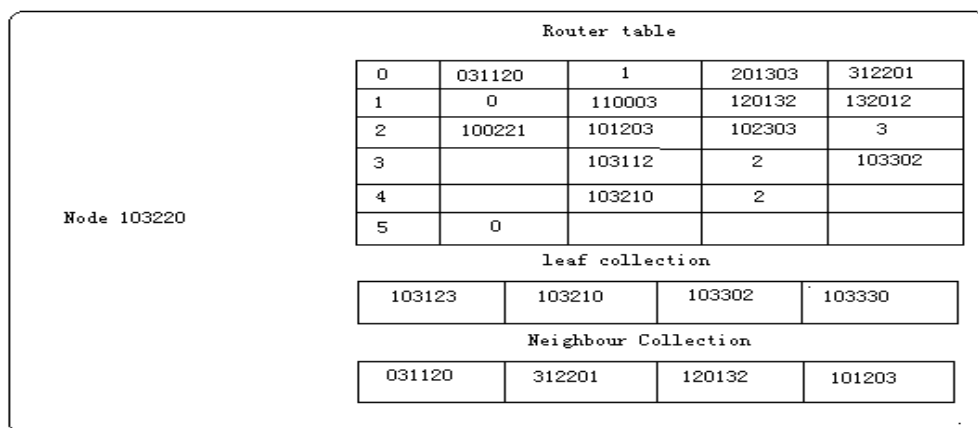 Router table
0 031120 1 201303 312201
1 0 110003 120132 132012
2 100221 101203 102303 3
3 103112 2 103302
4 103210 2
Node 103220
5 0
leaf collection
103123 103210 103302 103330
Neighbour Collection
031120 312201 120132 101203